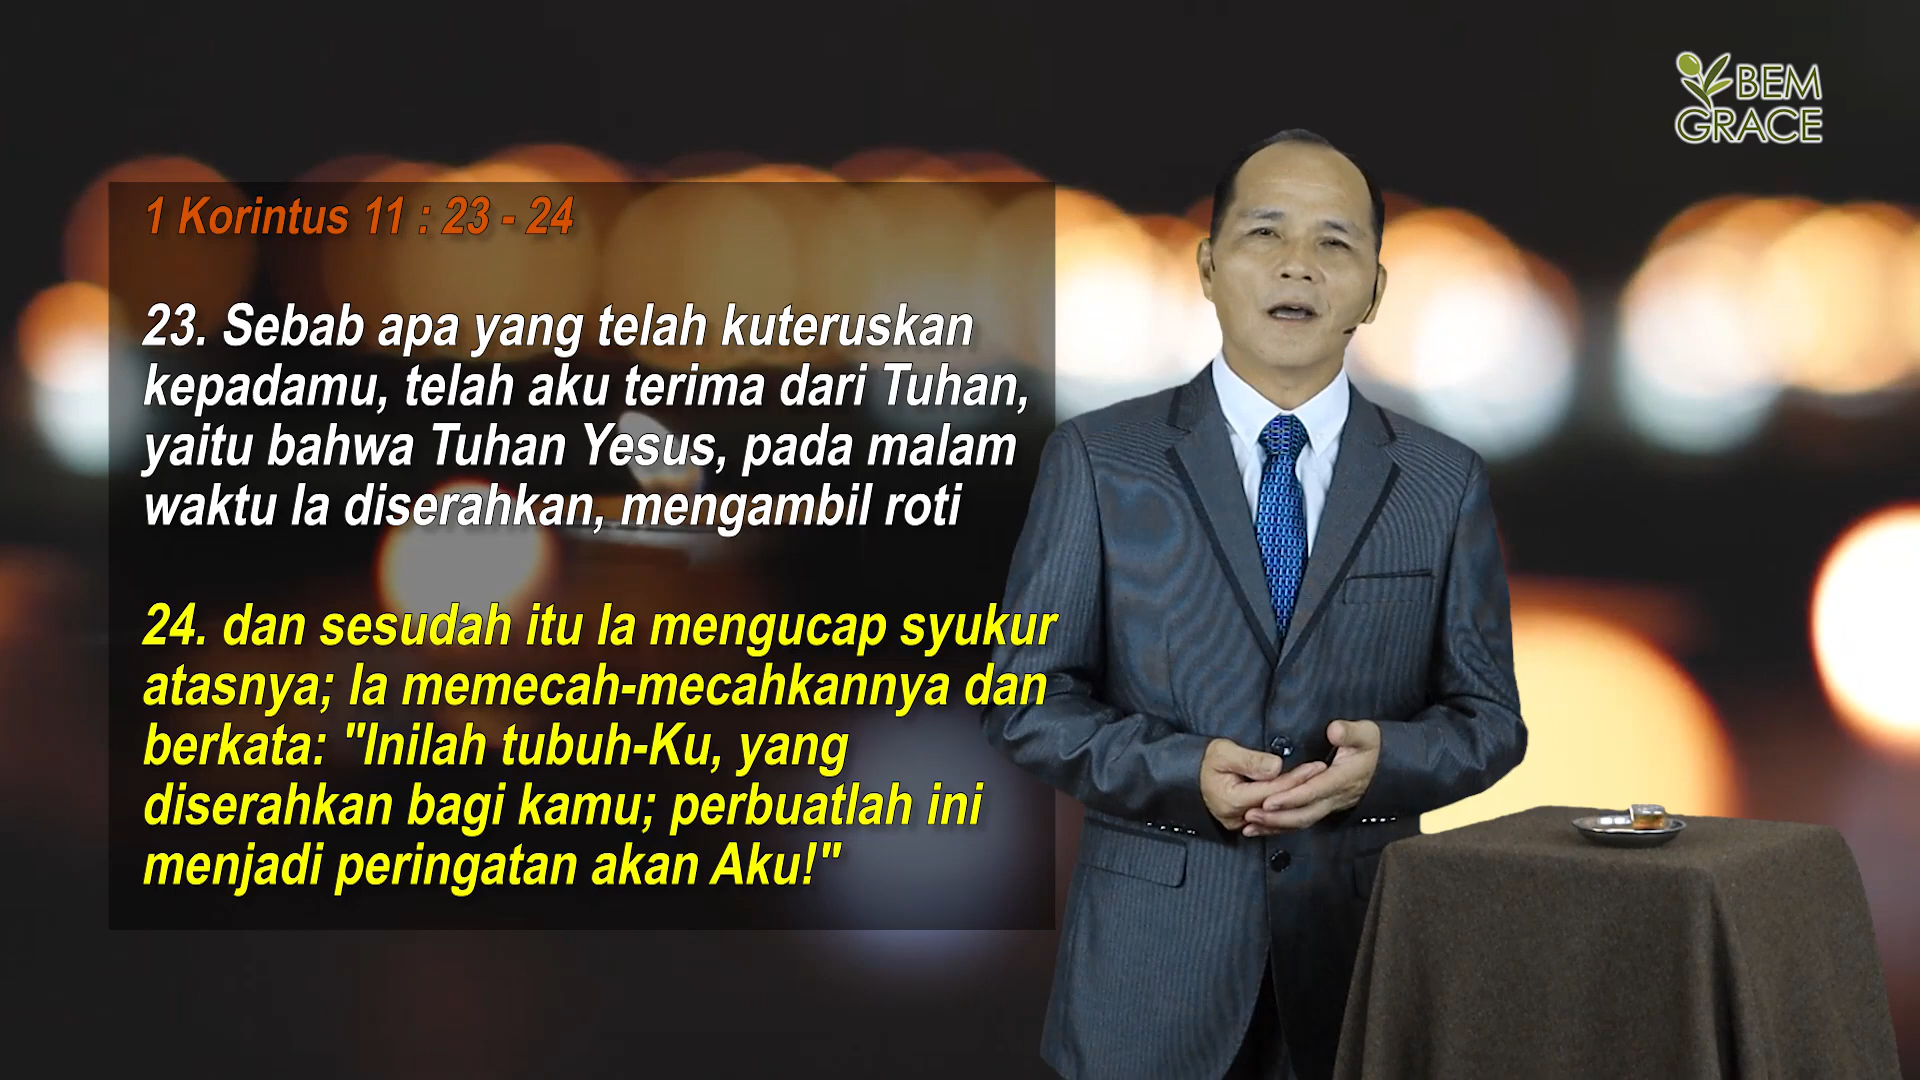 BEM
GRACE
1 Korintus 11 : 23 - 24
23. Sebab apa yang telah kuteruskan
kepadamu, telah aku terima dari Tuhan,
yaitu bahwa Tuhan Yesus, pada malam
waktu Ia diserahkan, mengambil roti
24. dan sesudah itu Ia mengucap syukur
atasnya; Ia memecah-mecahkannya dan
berkata: "Inilah tubuh-Ku, yang
diserahkan bagi kamu; perbuatlah ini
menjadi peringatan akan Aku!"